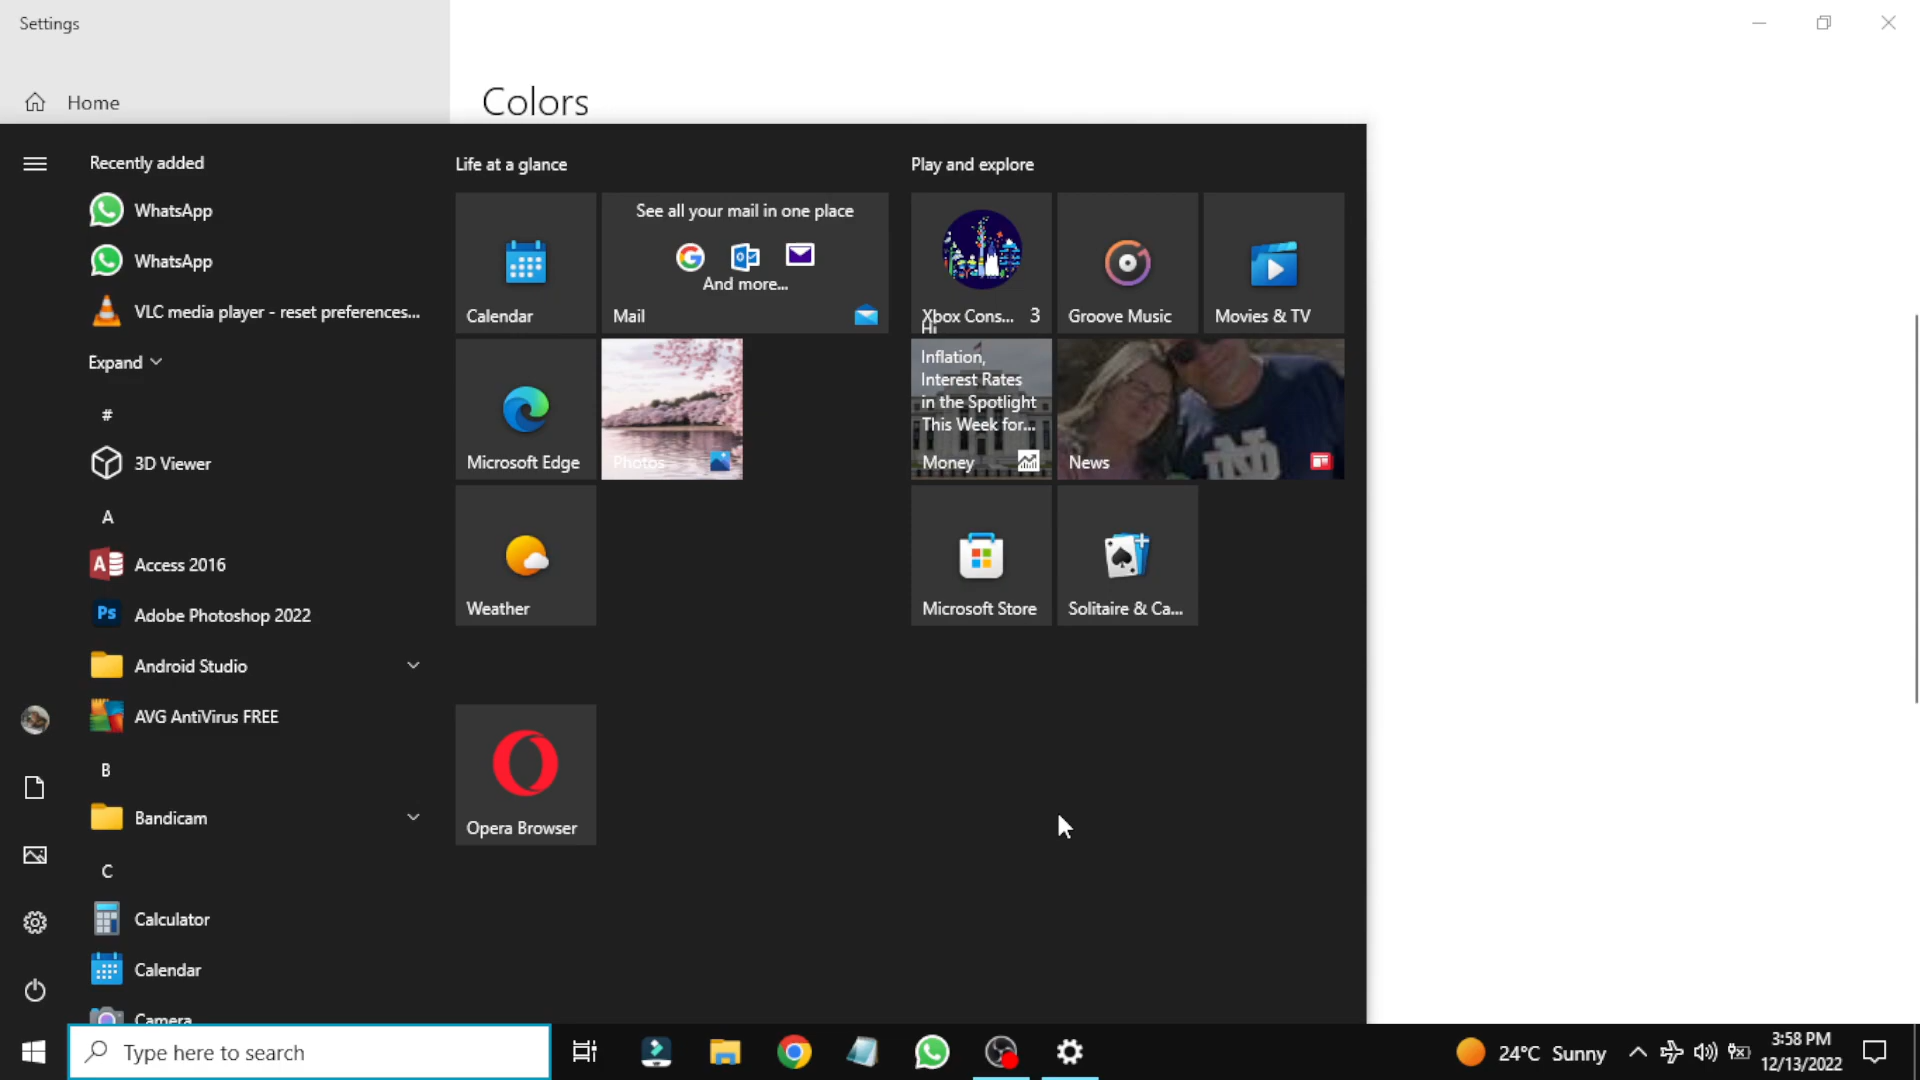 Settings
Home
Colors
Recently added
WhatsApp
WhatsApp
VLC media player - reset preferences...
Expand
#
3D Viewer
A
Access 2016
Ps
Adobe Photoshop 2022
Android Studio
AVG AntiVirus FREE
B
Bandicam
C
Calculator
Calendar
Camera
Life at a glance
Calendar
See all your mail in one place
And more...
Mail
Microsoft Edge
Photos
Weather
Opera Browser
Play and explore
Xbox Cons... 3
Hi
Groove Music
Movies & TV
Inflation,
Interest Rates
in the Spotlight
This Week for...
Money
News
Microsoft Store
Solitaire & Ca...
Type here to search
24°C Sunny
3:58 PM
12/13/2022